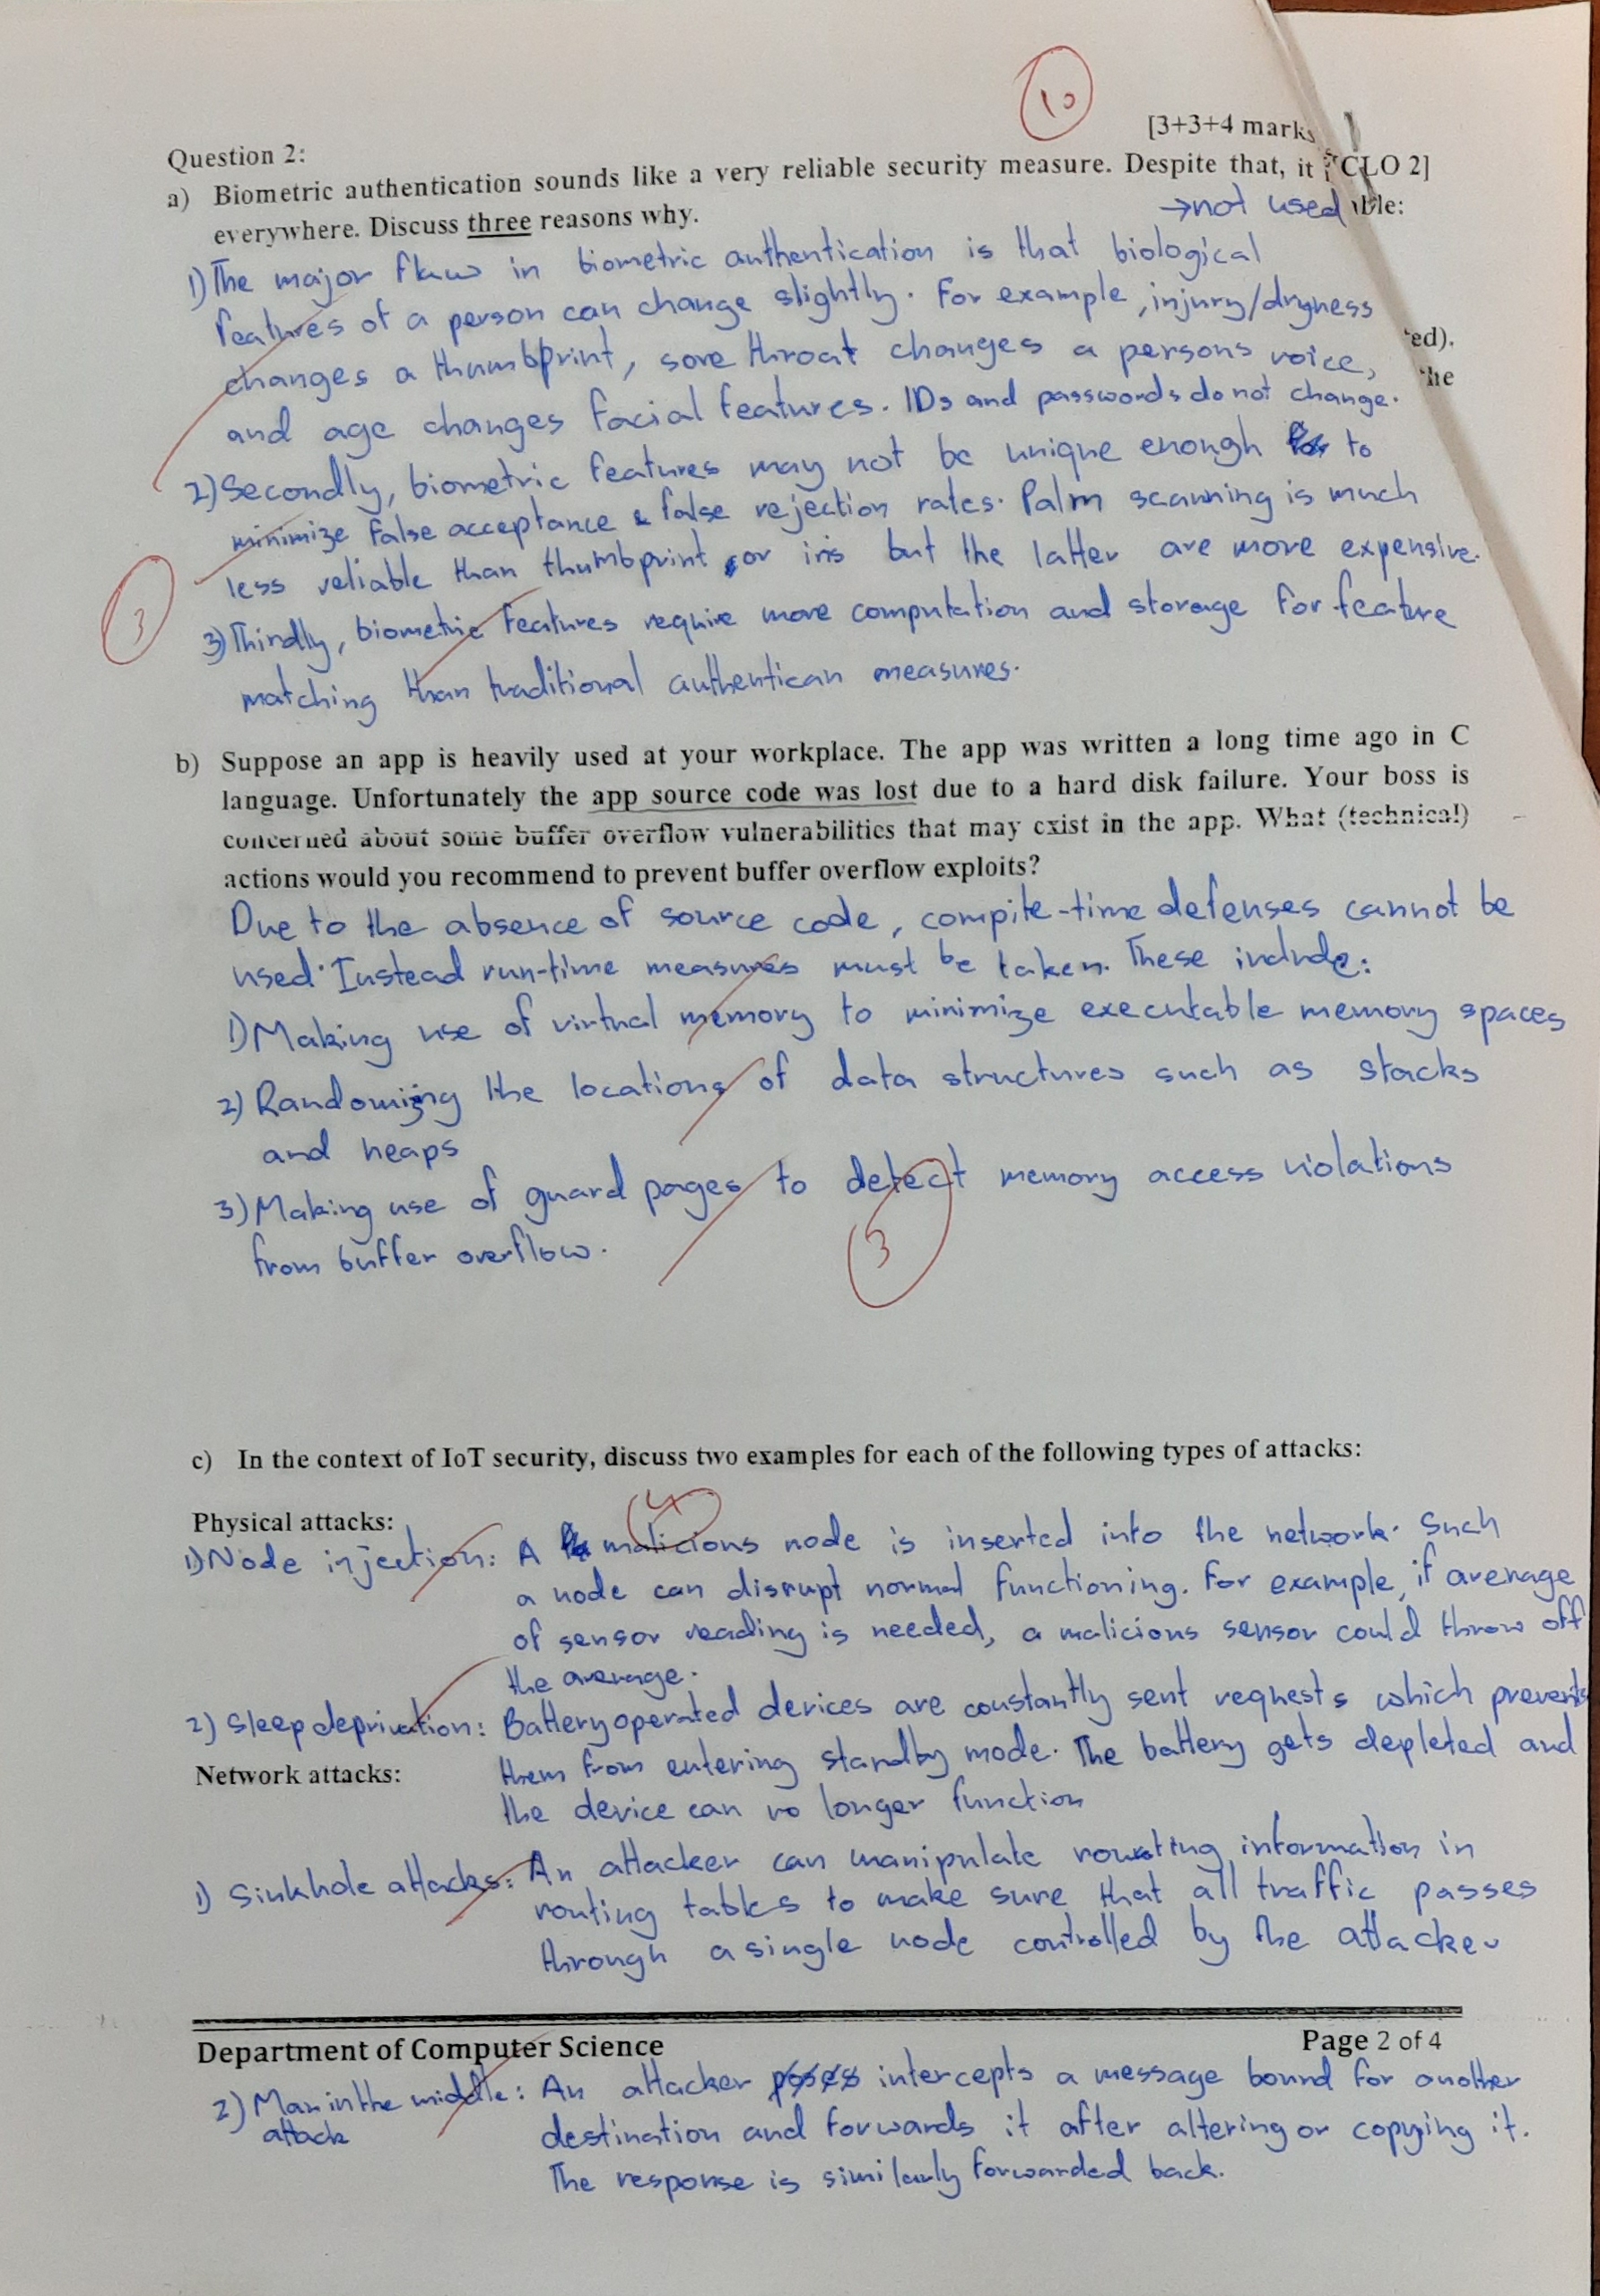 10
[3+3+4 marks
Question 2:
CLO 2]
a) Biometric authentication sounds like a very reliable security measure. Despite that, it
→not used
ble:
everywhere. Discuss three reasons why.
1) The major flaw in biometric authentication is that biological
features of a person can change slightly. For example, injury/dryness
changes a thumbprint, sore throat changes a persons voice,
ed).
he
and age changes facial features. IDs and passwords do not change.
2) Secondly, biometric features may not be unique enough to
minimize false acceptance & false rejection rates. Palm scanning is much
less reliable than thumbprint or iris but the latter are more expensive.
3
3) Thirdly, biometric features require more computation and storage for feature
matching than traditional authentican measures.
b) Suppose an app is heavily used at your workplace. The app was written a long time ago in C
language. Unfortunately the app source code was lost due to a hard disk failure. Your boss is
concerned about some buffer overflow vulnerabilities that may exist in the app. What (technical)
actions would you recommend to prevent buffer overflow exploits?
Due to the absence of source code, compile-time defenses cannot be
used. Instead run-time measures must be taken. These include:
1) Making use of virtual memory to minimize executable memory spaces
2) Randomizing the locations of data structures such as stacks
and heaps
3) Making use of guard pages to detect memory access violations
from buffer overflow.
3
c) In the context of IoT security, discuss two examples for each of the following types of attacks:
4
Physical attacks:
1) Node injection: A malicious node is inserted into the network. Such
a node can disrupt normal functioning. For example, if average
of sensor reading is needed, a malicious sensor could throw off
the average.
2) Sleep deprivation: Battery operated devices are constantly sent requests which prevents
them from entering standby mode. The battery gets depleted and
Network attacks:
the device can no longer function
1) Sinkhole attacks: An attacker can manipulate routing information in
routing tables to make sure that all traffic passes
through a single node controlled by the attacker
Department of Computer Science
Page 2 of 4
2) Man in the middle: An attacker intercepts a message bound for another
attack
destination and forwards it after altering or copying it.
The response is similarly forwarded back.